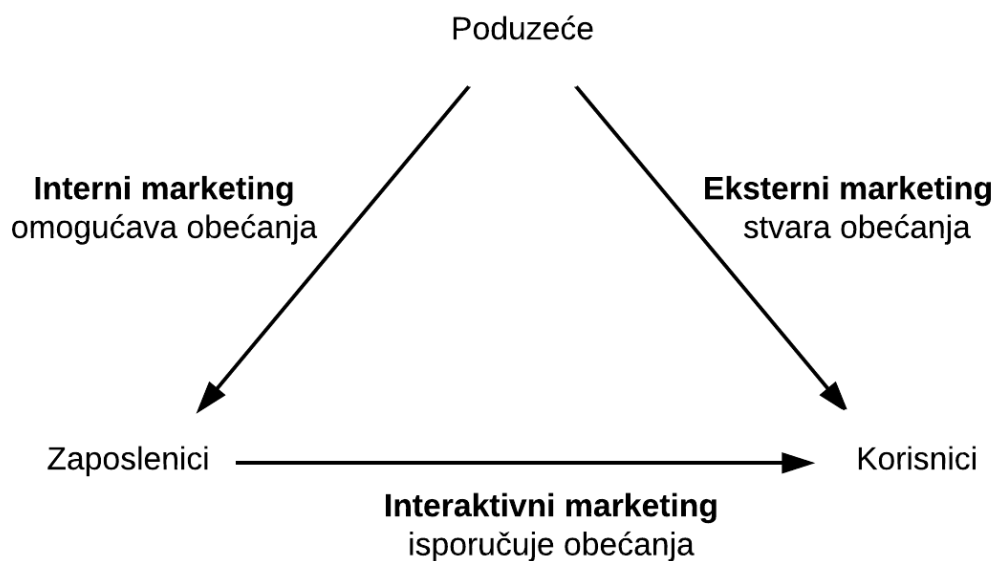 Poduzeće
Interni marketing
omogućava obećanja
Eksterni marketing
stvara obećanja
Zaposlenici
Korisnici
Interaktivni marketing
isporučuje obećanja